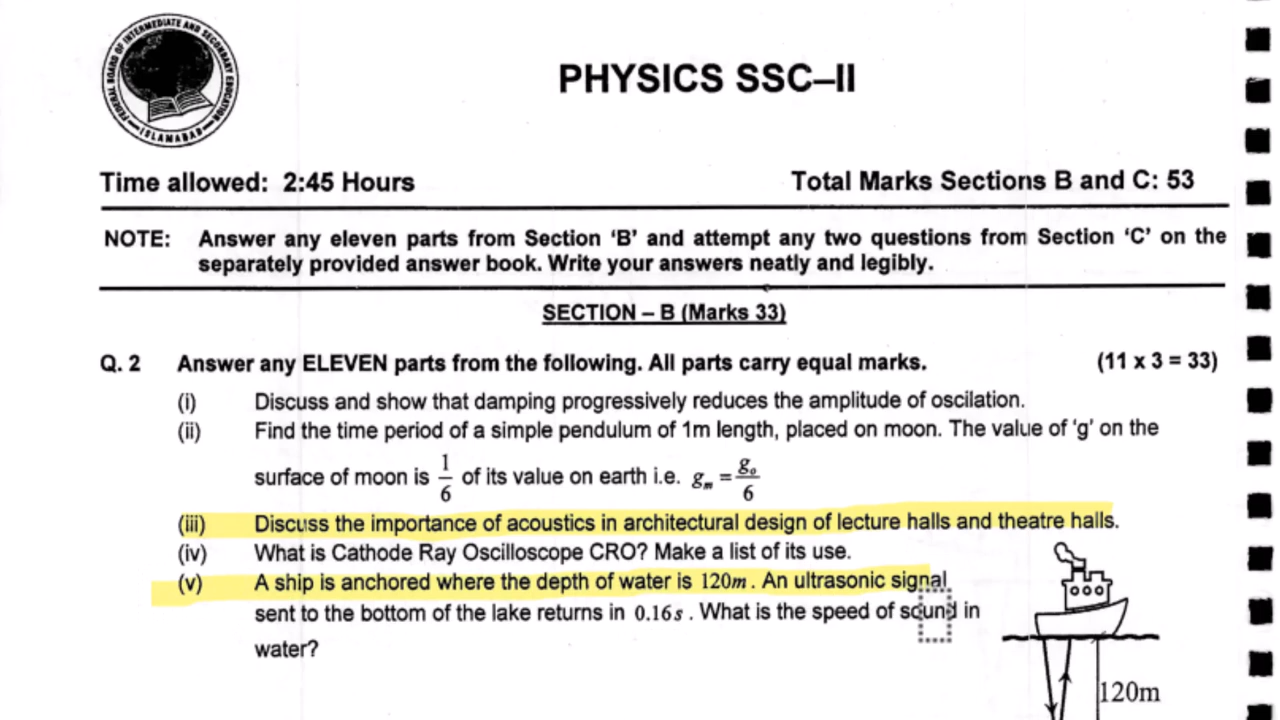 FEDERAL BOARD OF INTERMEDIATE AND SECONDARY EDUCATION
ISLAMABAD
PHYSICS SSC–II
Time allowed: 2:45 Hours
Total Marks Sections B and C: 53
NOTE: Answer any eleven parts from Section 'B' and attempt any two questions from Section 'C' on the
separately provided answer book. Write your answers neatly and legibly.
SECTION – B (Marks 33)
Q. 2 Answer any ELEVEN parts from the following. All parts carry equal marks. (11 x 3 = 33)
(i) Discuss and show that damping progressively reduces the amplitude of oscilation.
(ii) Find the time period of a simple pendulum of 1m length, placed on moon. The value of 'g' on the
surface of moon is 1/6 of its value on earth i.e. gₘ = gₒ/6
(iii) Discuss the importance of acoustics in architectural design of lecture halls and theatre halls.
(iv) What is Cathode Ray Oscilloscope CRO? Make a list of its use.
(v) A ship is anchored where the depth of water is 120m. An ultrasonic signal
sent to the bottom of the lake returns in 0.16s. What is the speed of sound in
water?
120m